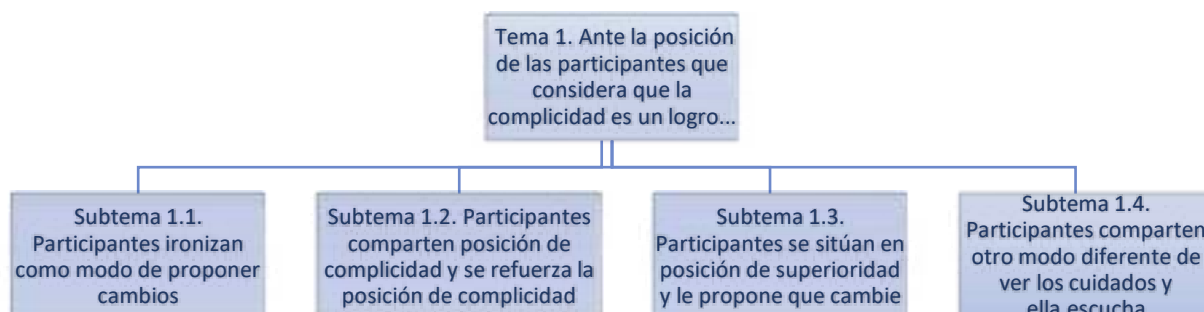 Tema 1. Ante la posición
de las participantes que
considera que la
complicidad es un logro...
Subtema 1.1.
Participantes ironizan
como modo de proponer
cambios
Subtema 1.2. Participantes
comparten posición de
complicidad y se refuerza la
posición de complicidad
Subtema 1.3.
Participantes se sitúan en
posición de superioridad
y le propone que cambie
Subtema 1.4.
Participantes comparten
otro modo diferente de
ver los cuidados y
ella escucha